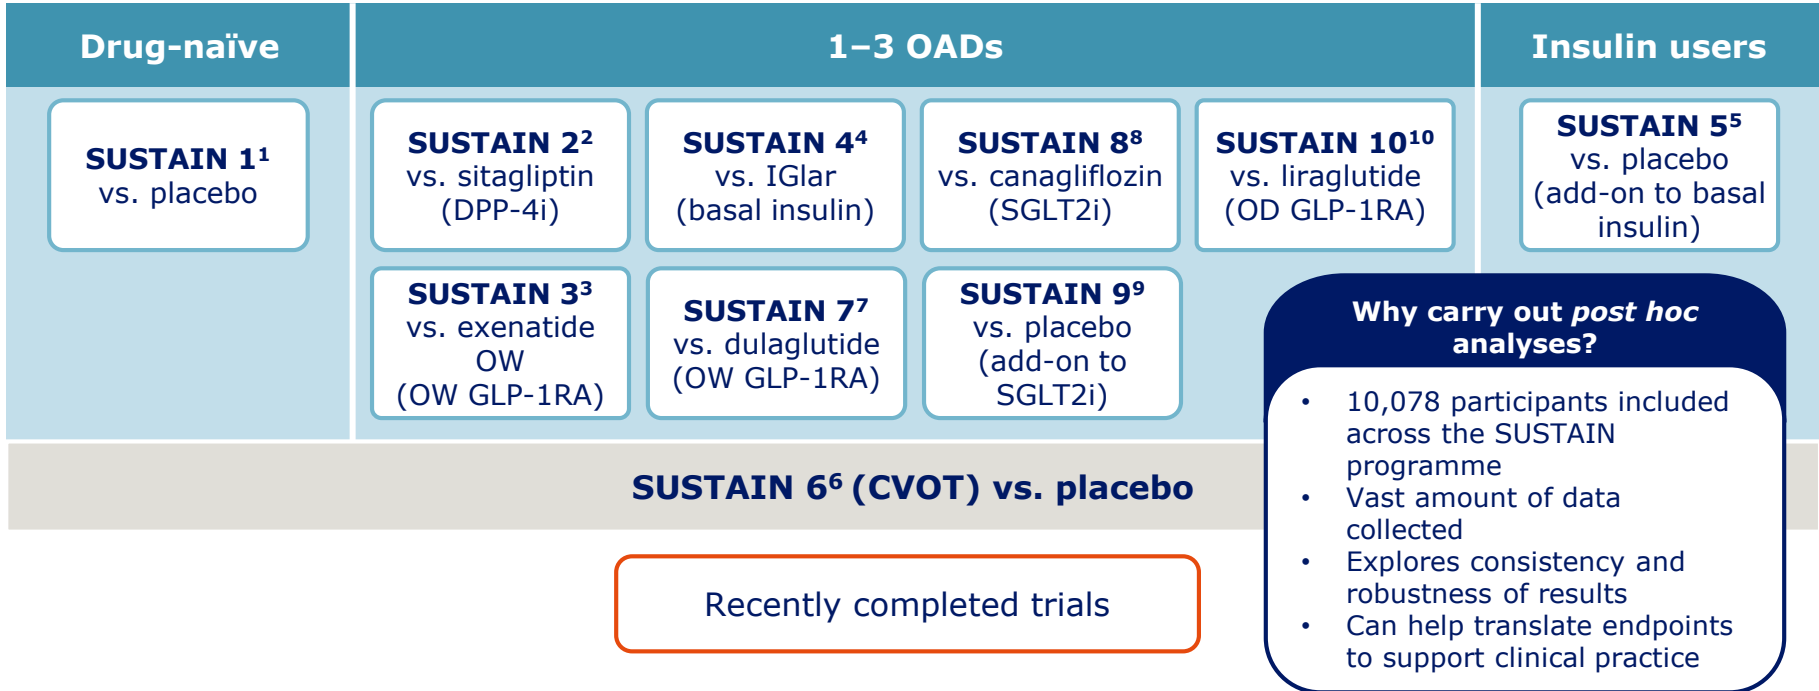 Drug-naïve
1–3 OADs
Insulin users
SUSTAIN 1¹
vs. placebo
SUSTAIN 2²
vs. sitagliptin
(DPP-4i)
SUSTAIN 4⁴
vs. IGlar
(basal insulin)
SUSTAIN 8⁸
vs. canagliflozin
(SGLT2i)
SUSTAIN 10¹⁰
vs. liraglutide
(OD GLP-1RA)
SUSTAIN 5⁵
vs. placebo
(add-on to basal
insulin)
SUSTAIN 3³
vs. exenatide
OW
(OW GLP-1RA)
SUSTAIN 7⁷
vs. dulaglutide
(OW GLP-1RA)
SUSTAIN 9⁹
vs. placebo
(add-on to
SGLT2i)
SUSTAIN 6⁶ (CVOT) vs. placebo
Recently completed trials
Why carry out post hoc
analyses?
• 10,078 participants included
across the SUSTAIN
programme
• Vast amount of data
collected
• Explores consistency and
robustness of results
• Can help translate endpoints
to support clinical practice